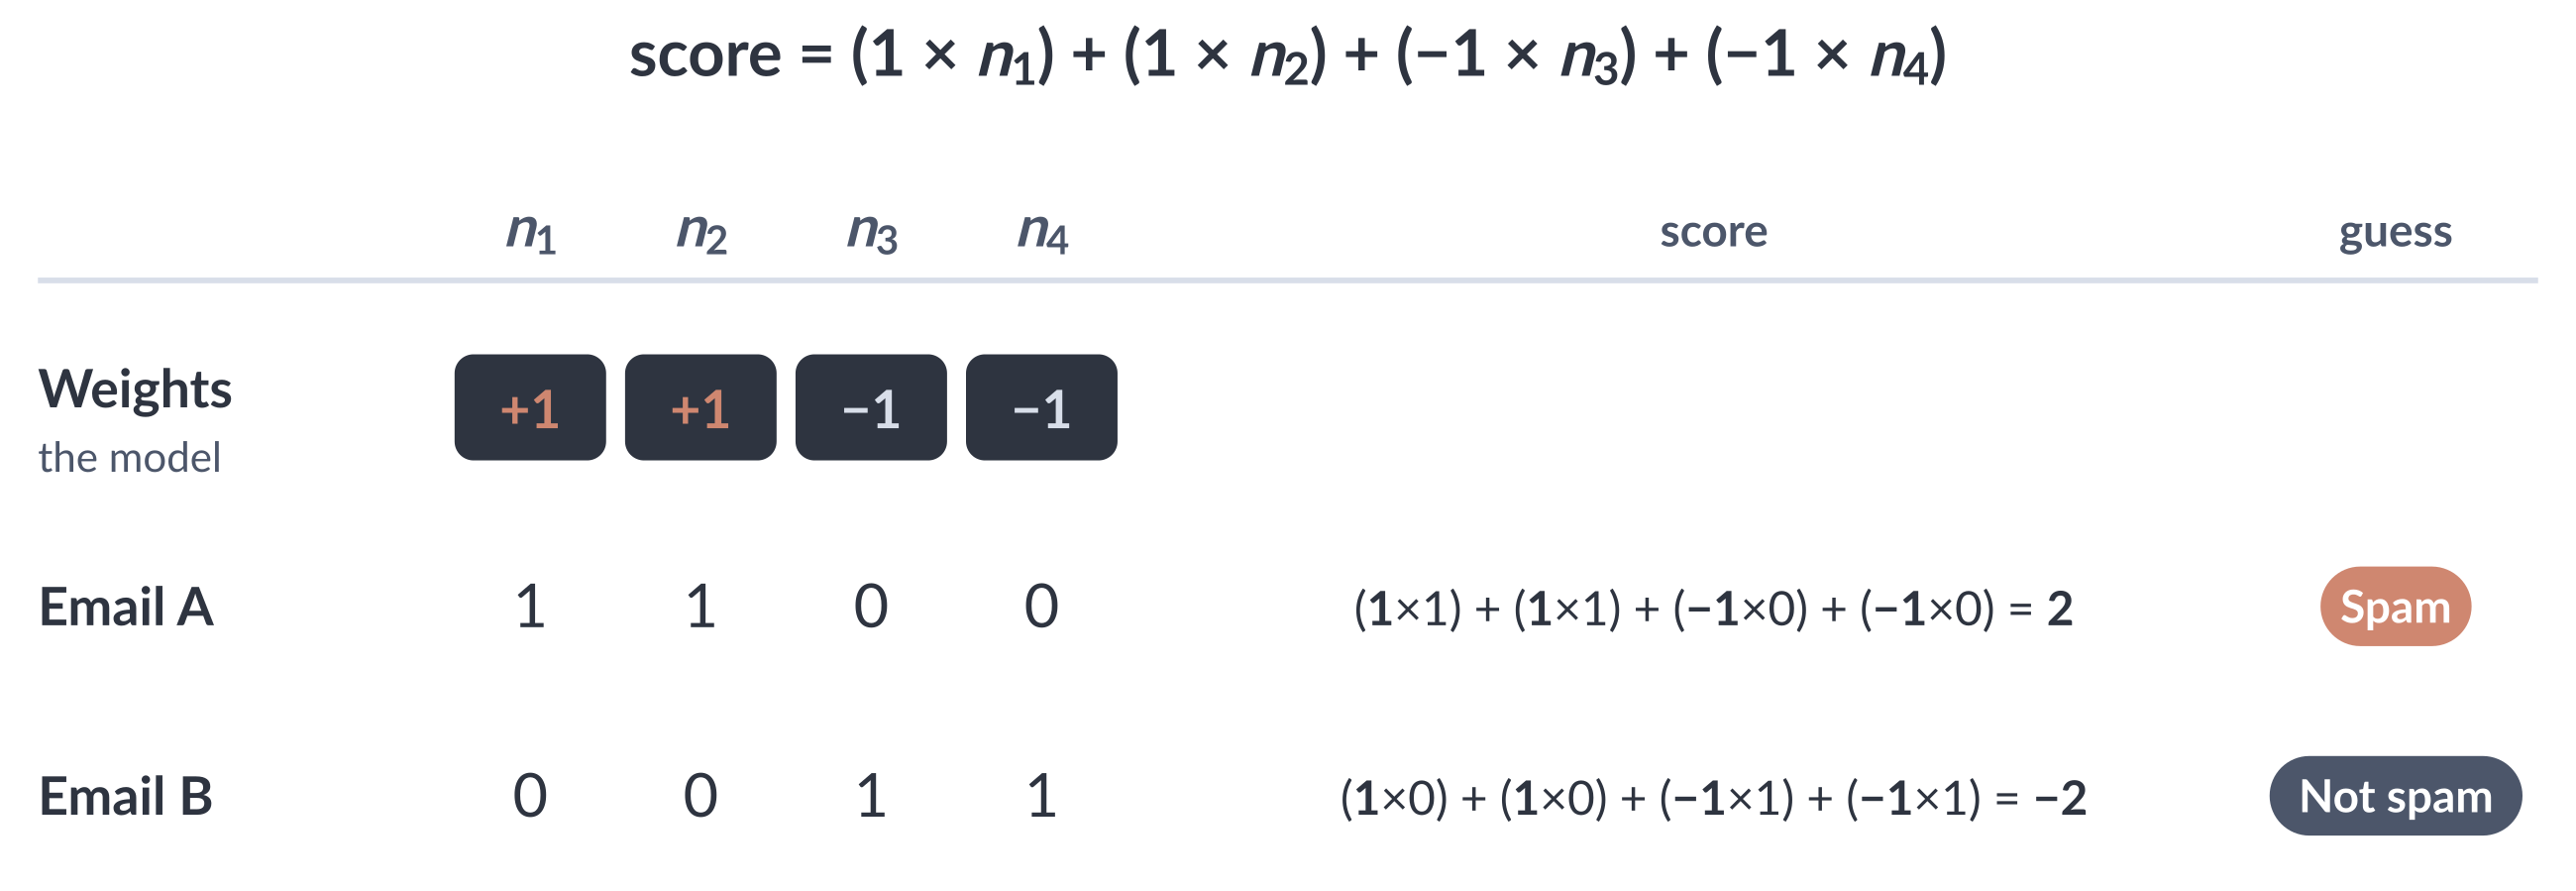 score = (1 × n₁) + (1 × n₂) + (−1 × n₃) + (−1 × n₄)
n₁ n₂ n₃ n₄ score guess
Weights +1 +1 −1 −1
the model
Email A 1 1 0 0 (1×1) + (1×1) + (−1×0) + (−1×0) = 2 Spam
Email B 0 0 1 1 (1×0) + (1×0) + (−1×1) + (−1×1) = −2 Not spam